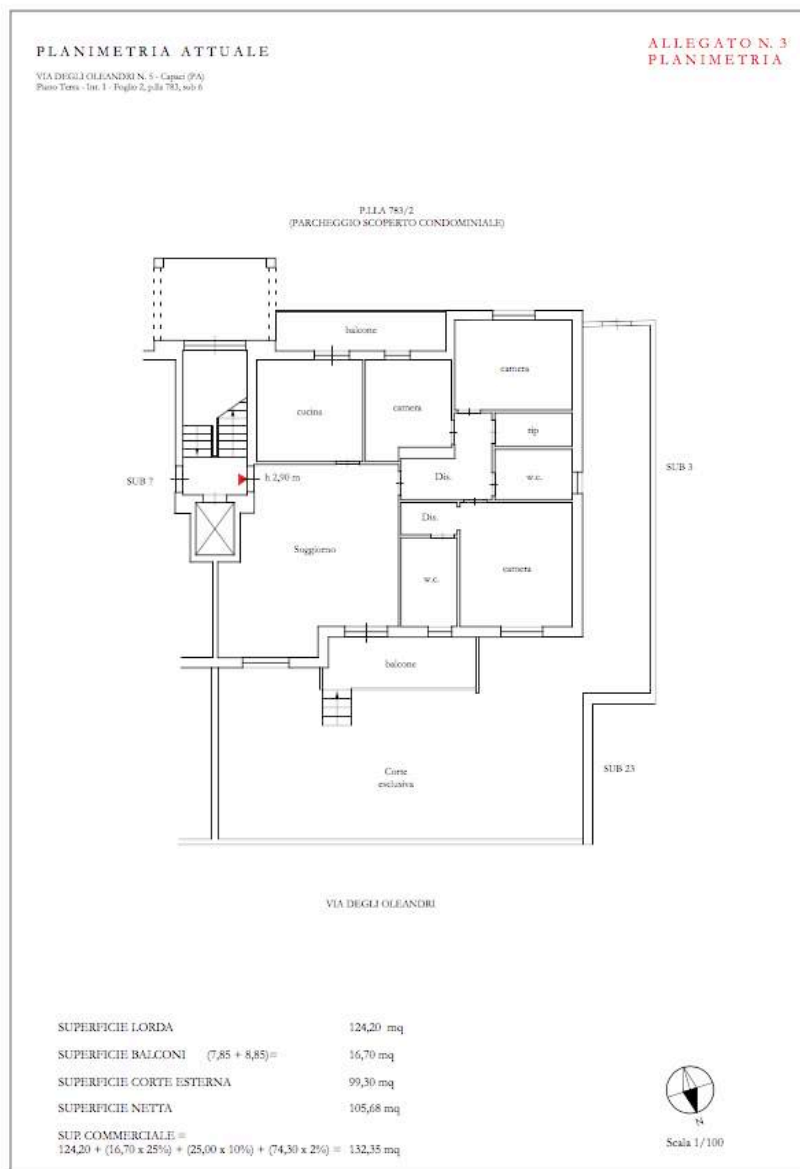 PLANIMETRIA ATTUALE
ALLEGATO N. 3
PLANIMETRIA
VIA DEGLI OLEANDRI N. 5 - Capaci (PA)
Piano Terra - Int. 1 - Foglio 2, p.lla 783, sub 6
P.LLA 783/2
(PARCHEGGIO SCOPERTO CONDOMINIALE)
balcone
camera
cucina
camera
rip
SUB 7
h 2,90 m
Dis.
w.c.
SUB 3
Dis.
Soggiorno
w.c.
camera
balcone
Corte
esclusiva
SUB 23
VIA DEGLI OLEANDRI
SUPERFICIE LORDA 124,20 mq
SUPERFICIE BALCONI (7,85 + 8,85)= 16,70 mq
SUPERFICIE CORTE ESTERNA 99,30 mq
SUPERFICIE NETTA 105,68 mq
SUP. COMMERCIALE =
124,20 + (16,70 x 25%) + (25,00 x 10%) + (74,30 x 2%) = 132,35 mq
N
Scala 1/100